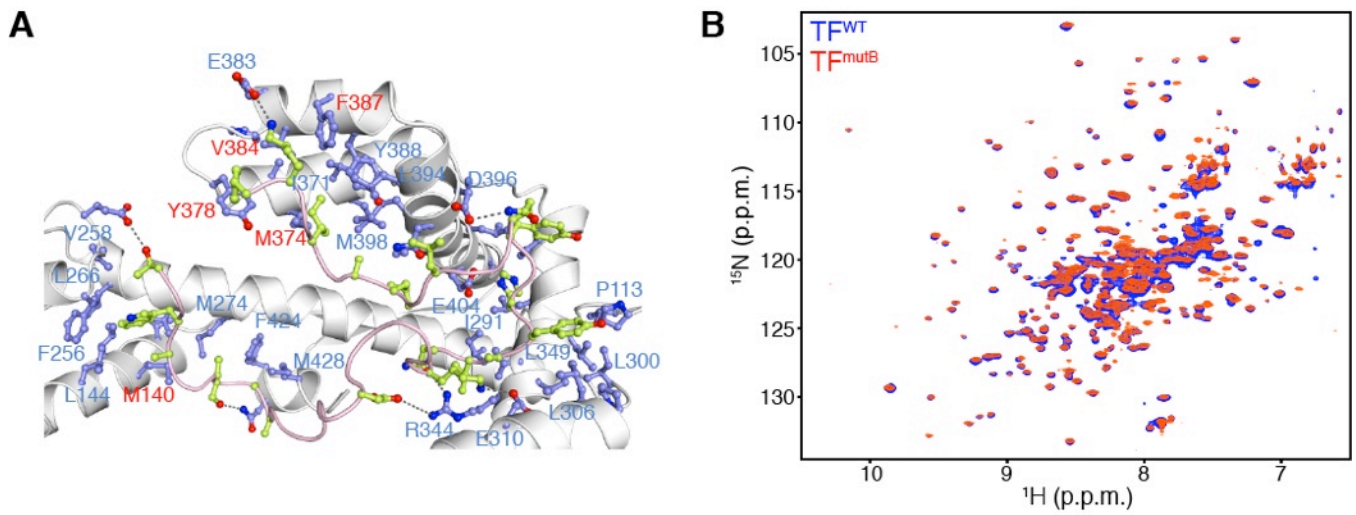 A
E383
F387
V384
Y388
I371
L394
D396
Y378
M374
M398
V258
L266
P113
M274
E404
I291
F424
L349
L300
F256
M428
L144
M140
L306
R344
E310
B
TF^WT
TF^mutB
105
110
115
120
125
130
¹⁵N (p.p.m.)
10
9
8
7
¹H (p.p.m.)